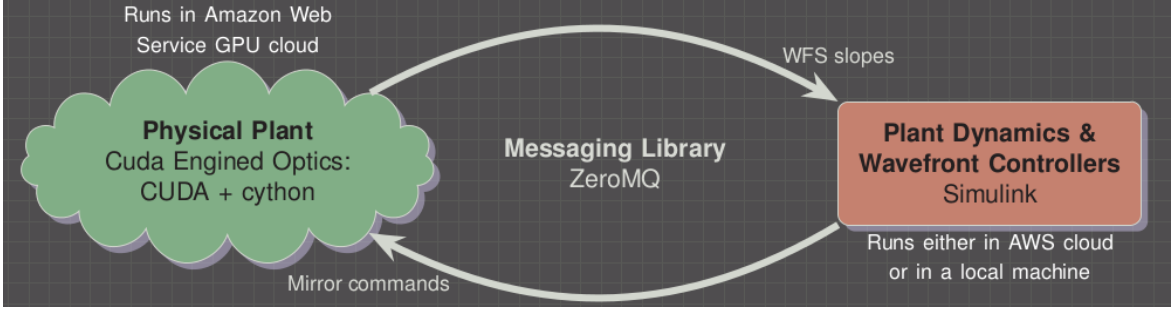 Runs in Amazon Web
Service GPU cloud
Physical Plant
Cuda Engined Optics:
CUDA + cython
WFS slopes
Messaging Library
ZeroMQ
Mirror commands
Plant Dynamics &
Wavefront Controllers
Simulink
Runs either in AWS cloud
or in a local machine